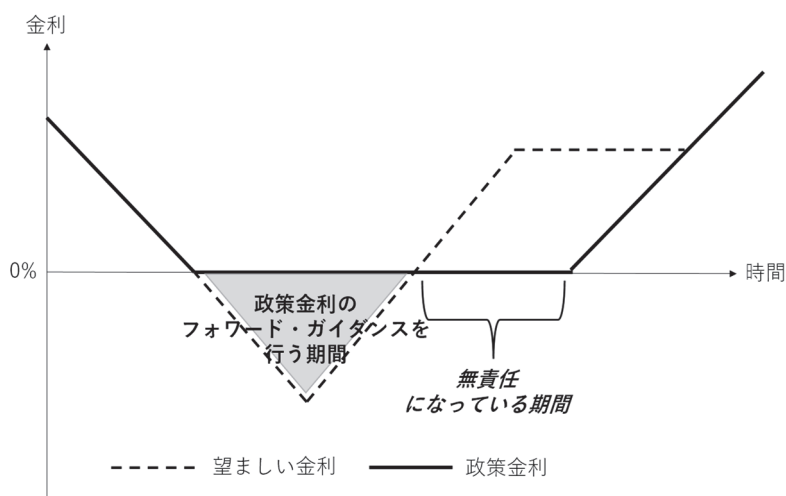 金利
0%
時間
政策金利の
フォワード・ガイダンスを
行う期間
無責任
になっている期間
望ましい金利
政策金利